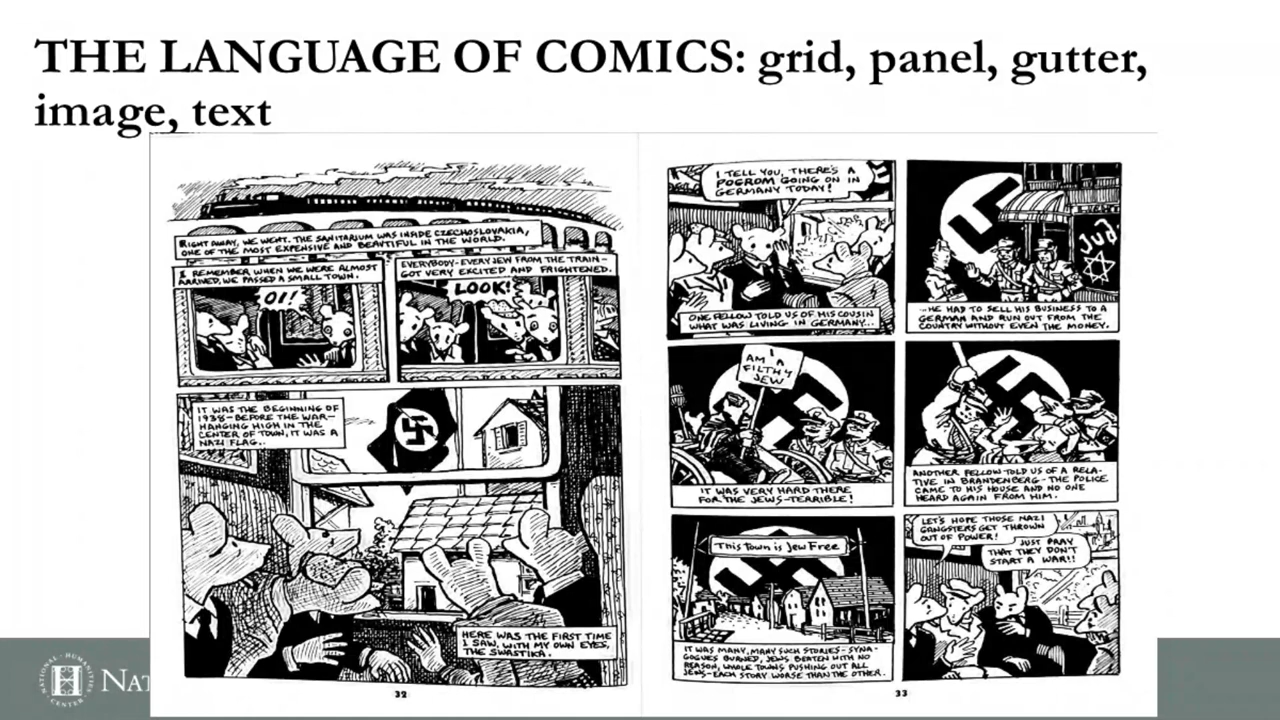 THE LANGUAGE OF COMICS: grid, panel, gutter,
image, text
RIGHT AWAY, WE WENT. THE SANITARIUM WAS INSIDE CZECHOSLOVAKIA,
ONE OF THE MOST EXPENSIVE AND BEAUTIFUL IN THE WORLD.
I REMEMBER WHEN WE WERE ALMOST
ARRIVED, WE PASSED A SMALL TOWN.
OI!
EVERYBODY-EVERY JEW FROM THE TRAIN-
GOT VERY EXCITED AND FRIGHTENED.
LOOK!
IT WAS THE BEGINNING OF
1938-BEFORE THE WAR-
HANGING HIGH IN THE
CENTER OF TOWN, IT WAS A
NAZI FLAG..
HERE WAS THE FIRST TIME
I SAW, WITH MY OWN EYES,
THE SWASTIKA.
32
I TELL YOU, THERE'S A
POGROM GOING ON IN
GERMANY TODAY!
ONE FELLOW TOLD US OF HIS COUSIN
WHAT WAS LIVING IN GERMANY...
Jud
...HE HAD TO SELL HIS BUSINESS TO A
GERMAN AND RUN OUT FROM THE
COUNTRY WITHOUT EVEN THE MONEY.
I AM A
FILTHY
JEW
IT WAS VERY HARD THERE
FOR THE JEWS-TERRIBLE!
ANOTHER FELLOW TOLD US OF A RELA-
TIVE IN BRANDENBERG-THE POLICE
CAME TO HIS HOUSE AND NO ONE
HEARD AGAIN FROM HIM.
This Town is Jew Free
IT WAS MANY, MANY SUCH STORIES-SYNA-
GOGUES BURNED, JEWS BEATEN WITH NO
REASON, WHOLE TOWNS PUSHING OUT ALL
JEWS-EACH STORY WORSE THAN THE OTHER.
LET'S HOPE THOSE NAZI
GANGSTERS GET THROWN
OUT OF POWER!
JUST PRAY
THAT THEY DON'T
START A WAR!!
33
NATIONAL HUMANITIES
CENTER
NAT